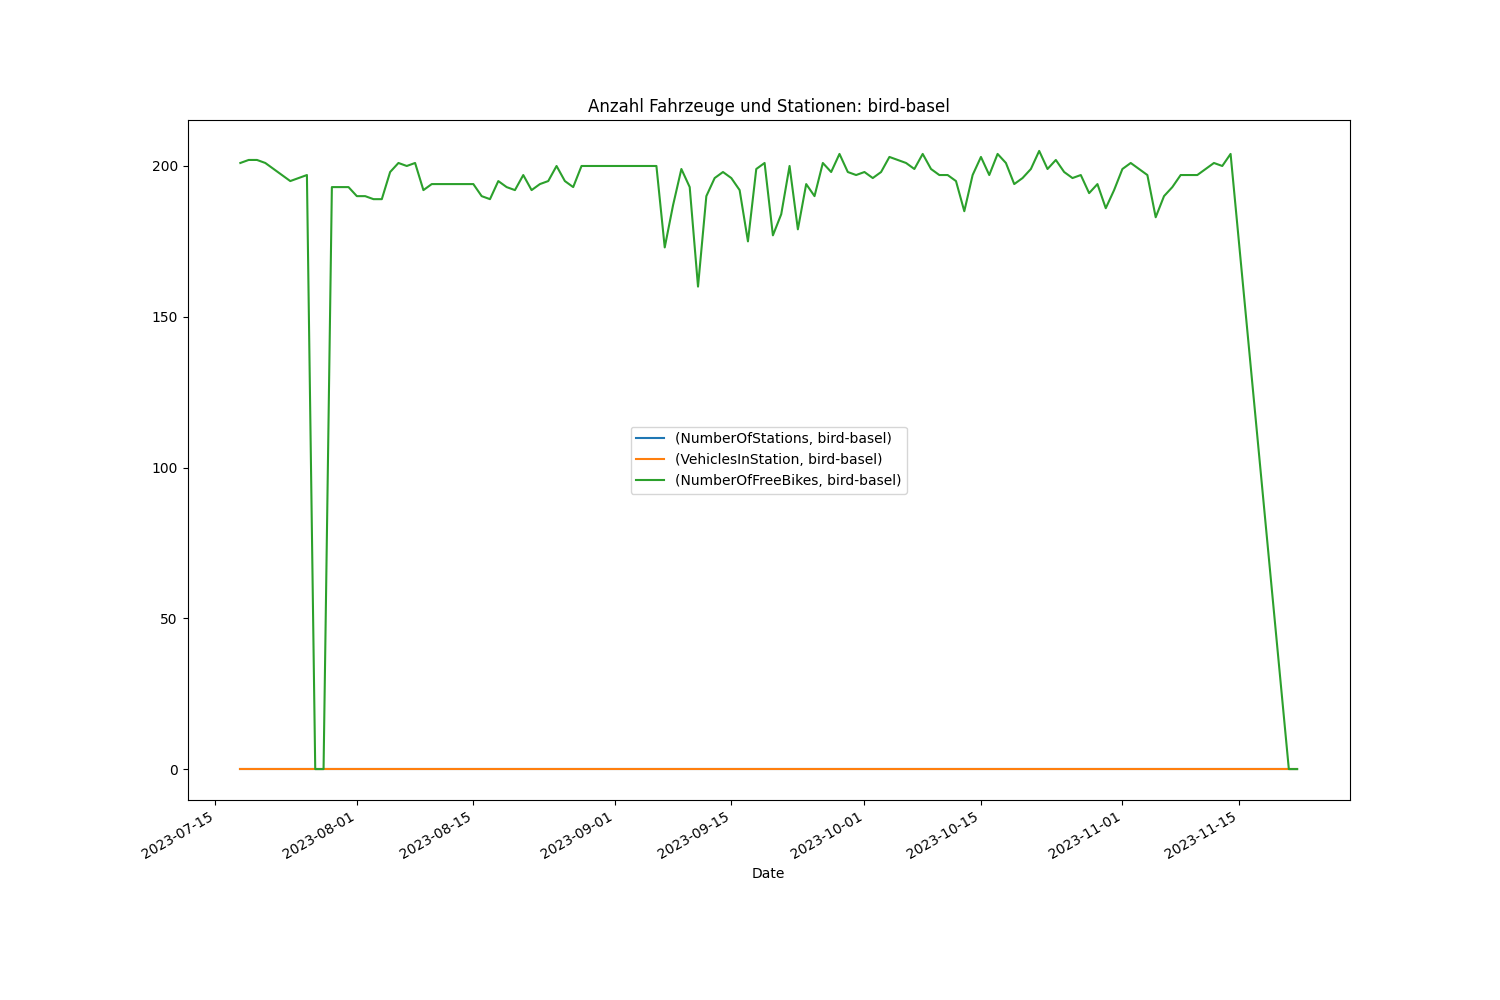 Anzahl Fahrzeuge und Stationen: bird-basel
200
150
100
50
0
(NumberOfStations, bird-basel)
(VehiclesInStation, bird-basel)
(NumberOfFreeBikes, bird-basel)
2023-07-15
2023-08-01
2023-08-15
2023-09-01
2023-09-15
2023-10-01
2023-10-15
2023-11-01
2023-11-15
Date